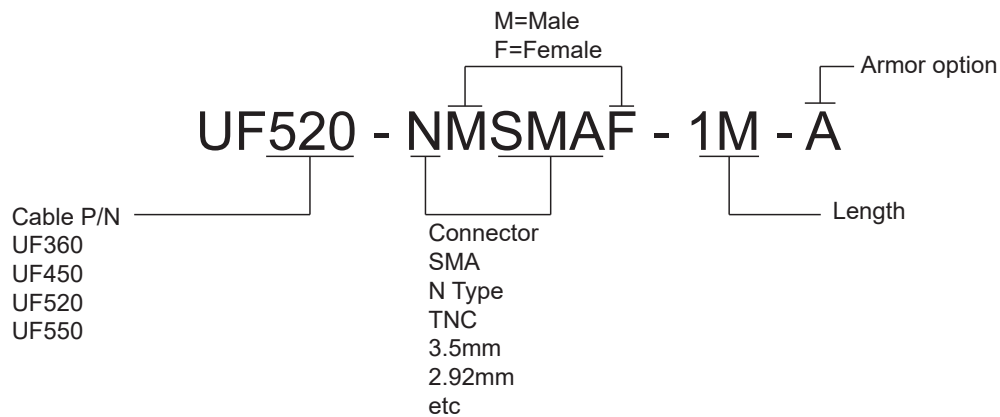 M=Male
F=Female
Armor option
UF520 - NMSMAF - 1M - A
Cable P/N
UF360
UF450
UF520
UF550
Connector
SMA
N Type
TNC
3.5mm
2.92mm
etc
Length